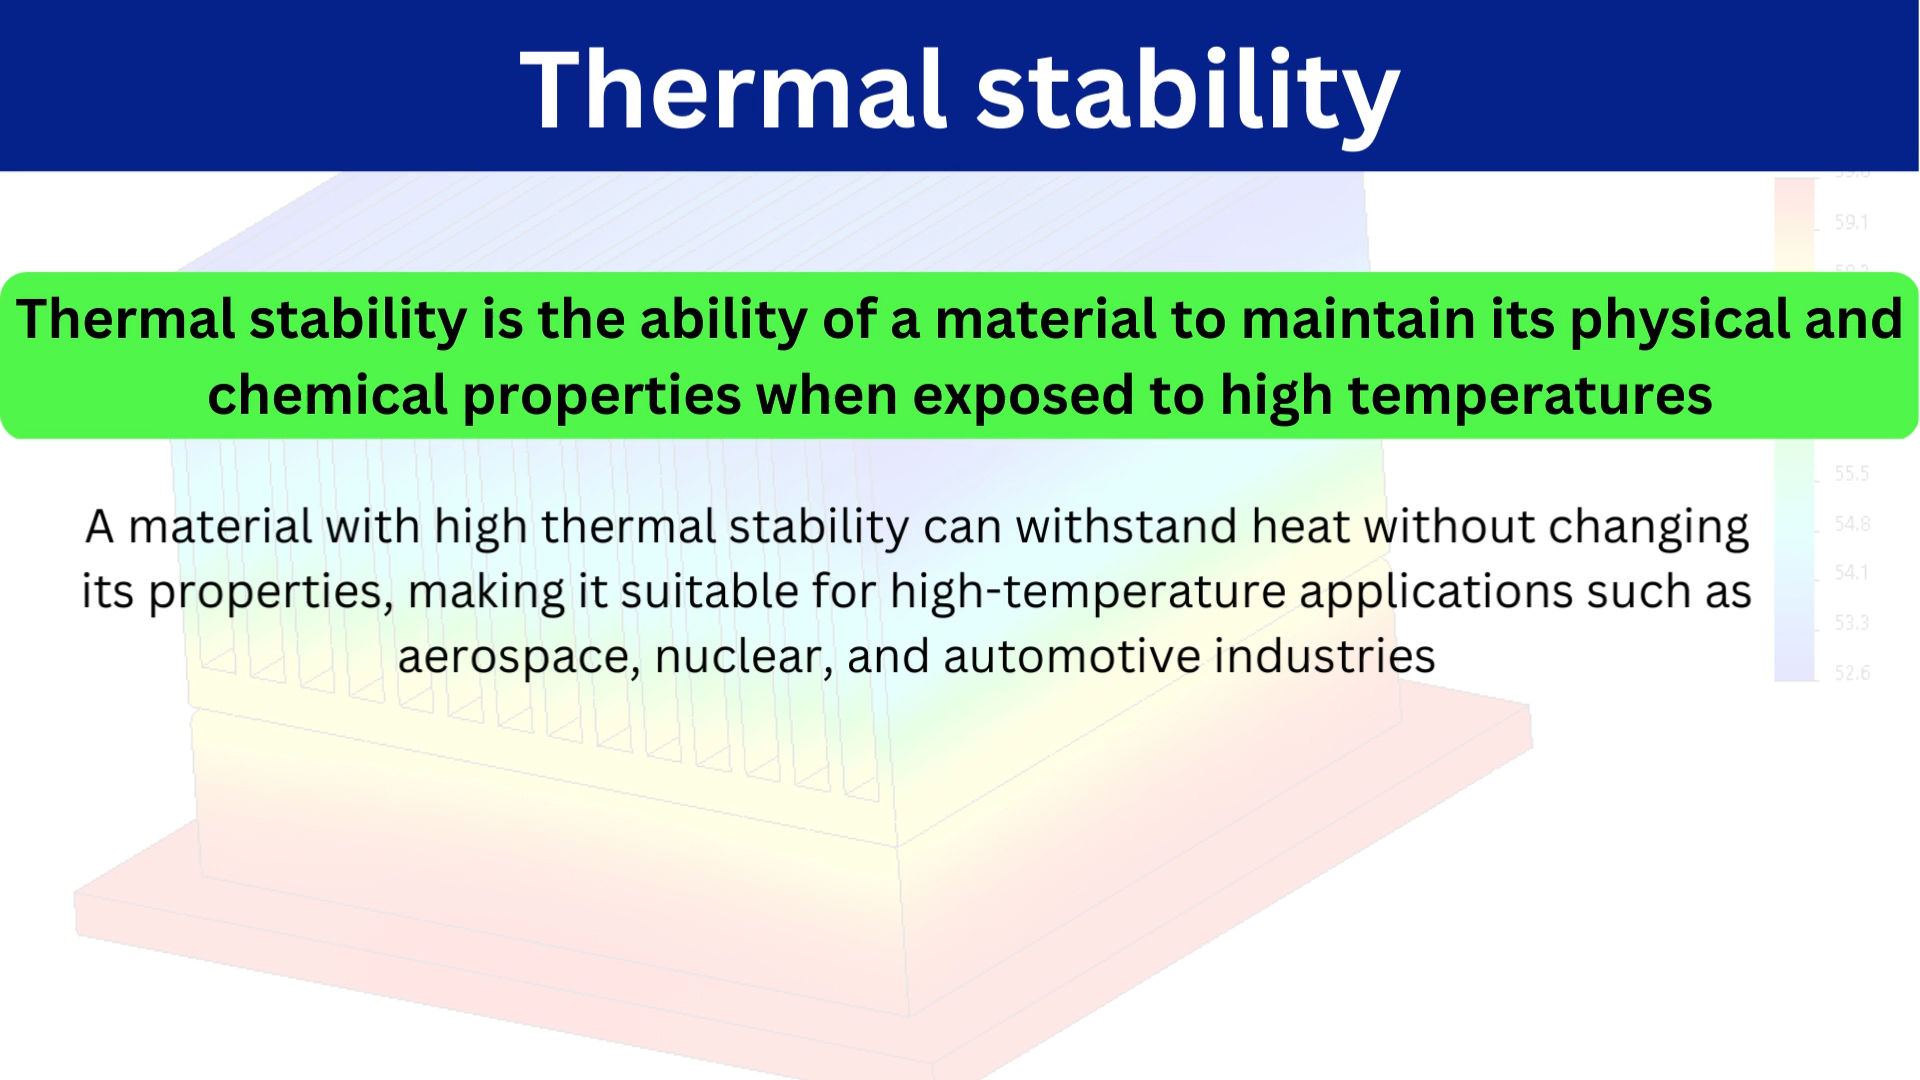 Thermal stability
59.1
Thermal stability is the ability of a material to maintain its physical and
chemical properties when exposed to high temperatures
55.5
A material with high thermal stability can withstand heat without changing
54.8
its properties, making it suitable for high-temperature applications such as
54.1
aerospace, nuclear, and automotive industries
53.3
52.6